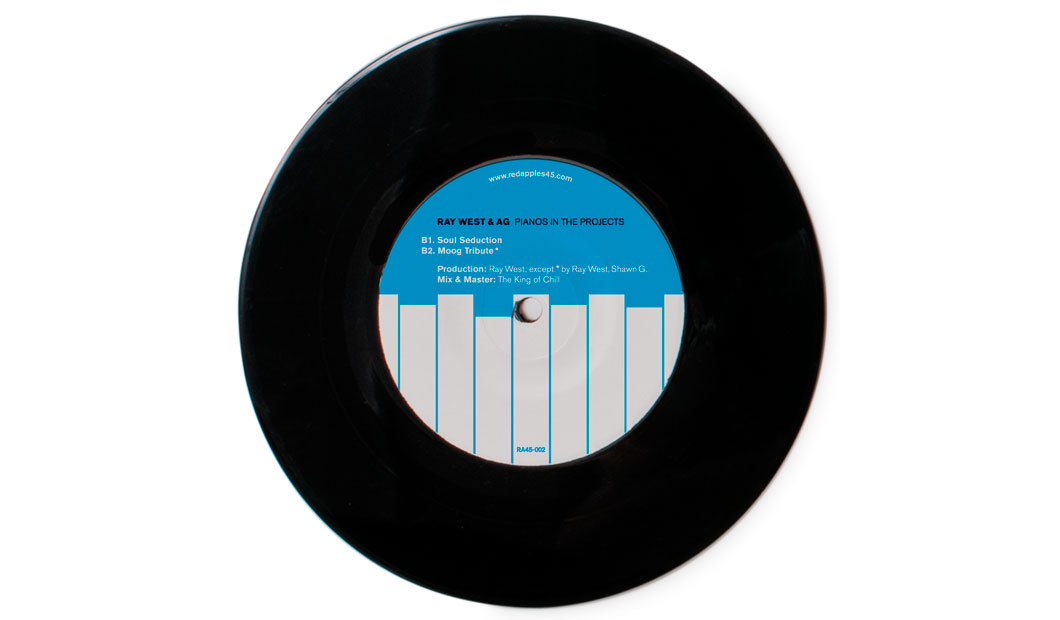 www.redapples45.com
RAY WEST & AG PIANOS IN THE PROJECTS
B1. Soul Seduction
B2. Moog Tribute*
Production: Ray West; except * by Ray West, Shawn G.
Mix & Master: The King of Chill
RA45-002